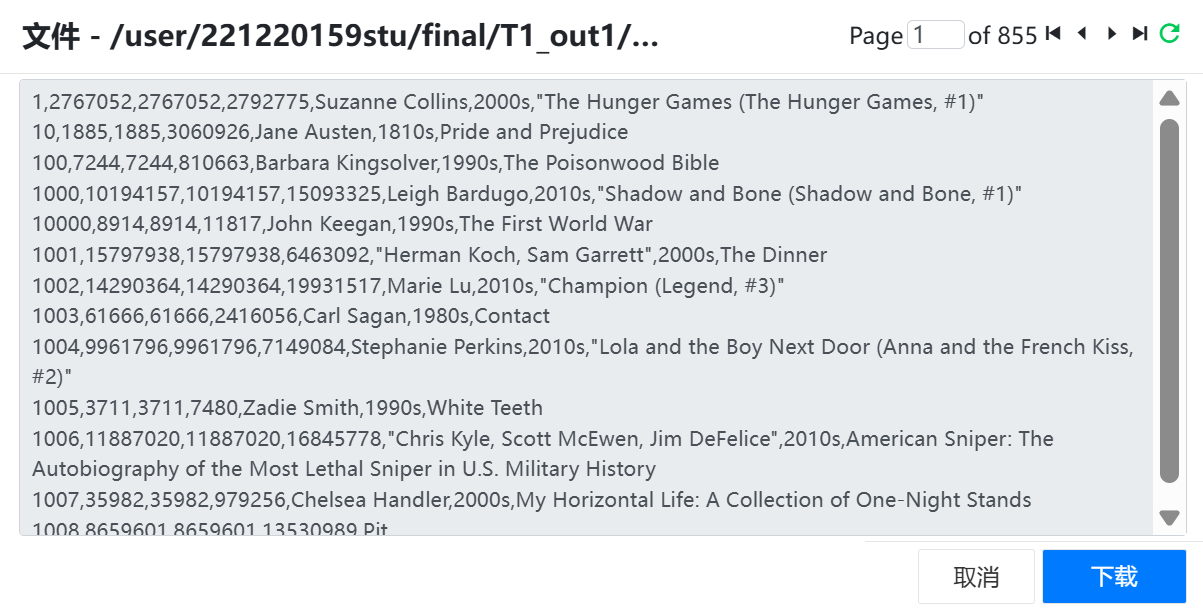 文件 - /user/221220159stu/final/T1_out1/...
Page 1 of 855
1,2767052,2767052,2792775,Suzanne Collins,2000s,"The Hunger Games (The Hunger Games, #1)"
10,1885,1885,3060926,Jane Austen,1810s,Pride and Prejudice
100,7244,7244,810663,Barbara Kingsolver,1990s,The Poisonwood Bible
1000,10194157,10194157,15093325,Leigh Bardugo,2010s,"Shadow and Bone (Shadow and Bone, #1)"
10000,8914,8914,11817,John Keegan,1990s,The First World War
1001,15797938,15797938,6463092,"Herman Koch, Sam Garrett",2000s,The Dinner
1002,14290364,14290364,19931517,Marie Lu,2010s,"Champion (Legend, #3)"
1003,61666,61666,2416056,Carl Sagan,1980s,Contact
1004,9961796,9961796,7149084,Stephanie Perkins,2010s,"Lola and the Boy Next Door (Anna and the French Kiss,
#2)"
1005,3711,3711,7480,Zadie Smith,1990s,White Teeth
1006,11887020,11887020,16845778,"Chris Kyle, Scott McEwen, Jim DeFelice",2010s,American Sniper: The
Autobiography of the Most Lethal Sniper in U.S. Military History
1007,35982,35982,979256,Chelsea Handler,2000s,My Horizontal Life: A Collection of One-Night Stands
1008,8659601,8659601,13530989,Pit
取消
下载